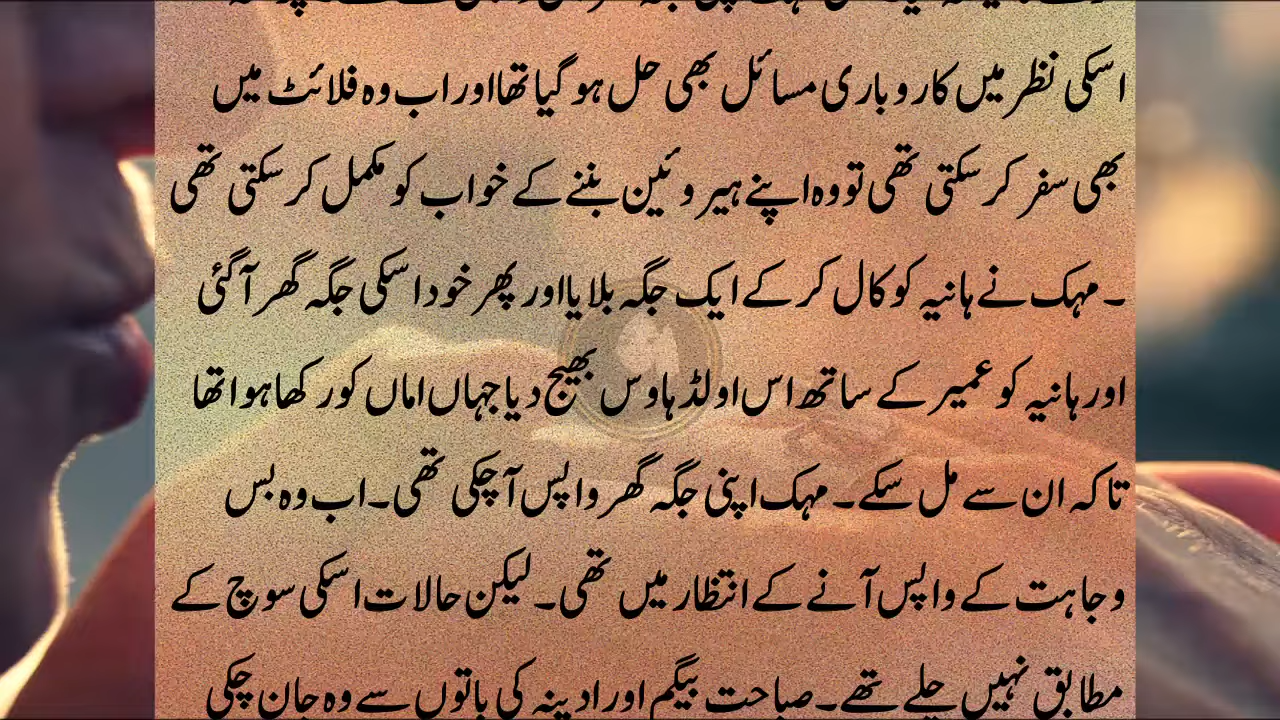 اسکی نظر میں کاروباری مسائل بھی حل ہو گیا تھا اور اب وہ فلائٹ میں
بھی سفر کر سکتی تھی تو وہ اپنے ہیروئین بننے کے خواب کو مکمل کر سکتی تھی
۔ مہک نے ہانیہ کو کال کر کے ایک جگہ بلایا اور پھر خود اسکی جگہ گھر آ گئی
اور ہانیہ کو عمیر کے ساتھ اس اولڈ ہاوس بھیج دیا جہاں اماں کو رکھا ہوا تھا
تاکہ ان سے مل سکے۔ مہک اپنی جگہ گھر واپس آ چکی تھی۔ اب وہ بس
وجاہت کے واپس آنے کے انتظار میں تھی۔ لیکن حالات اسکی سوچ کے
مطابق نہیں چلے تھے۔ صباحت بیگم اور ادینہ کی باتوں سے وہ جان چکی